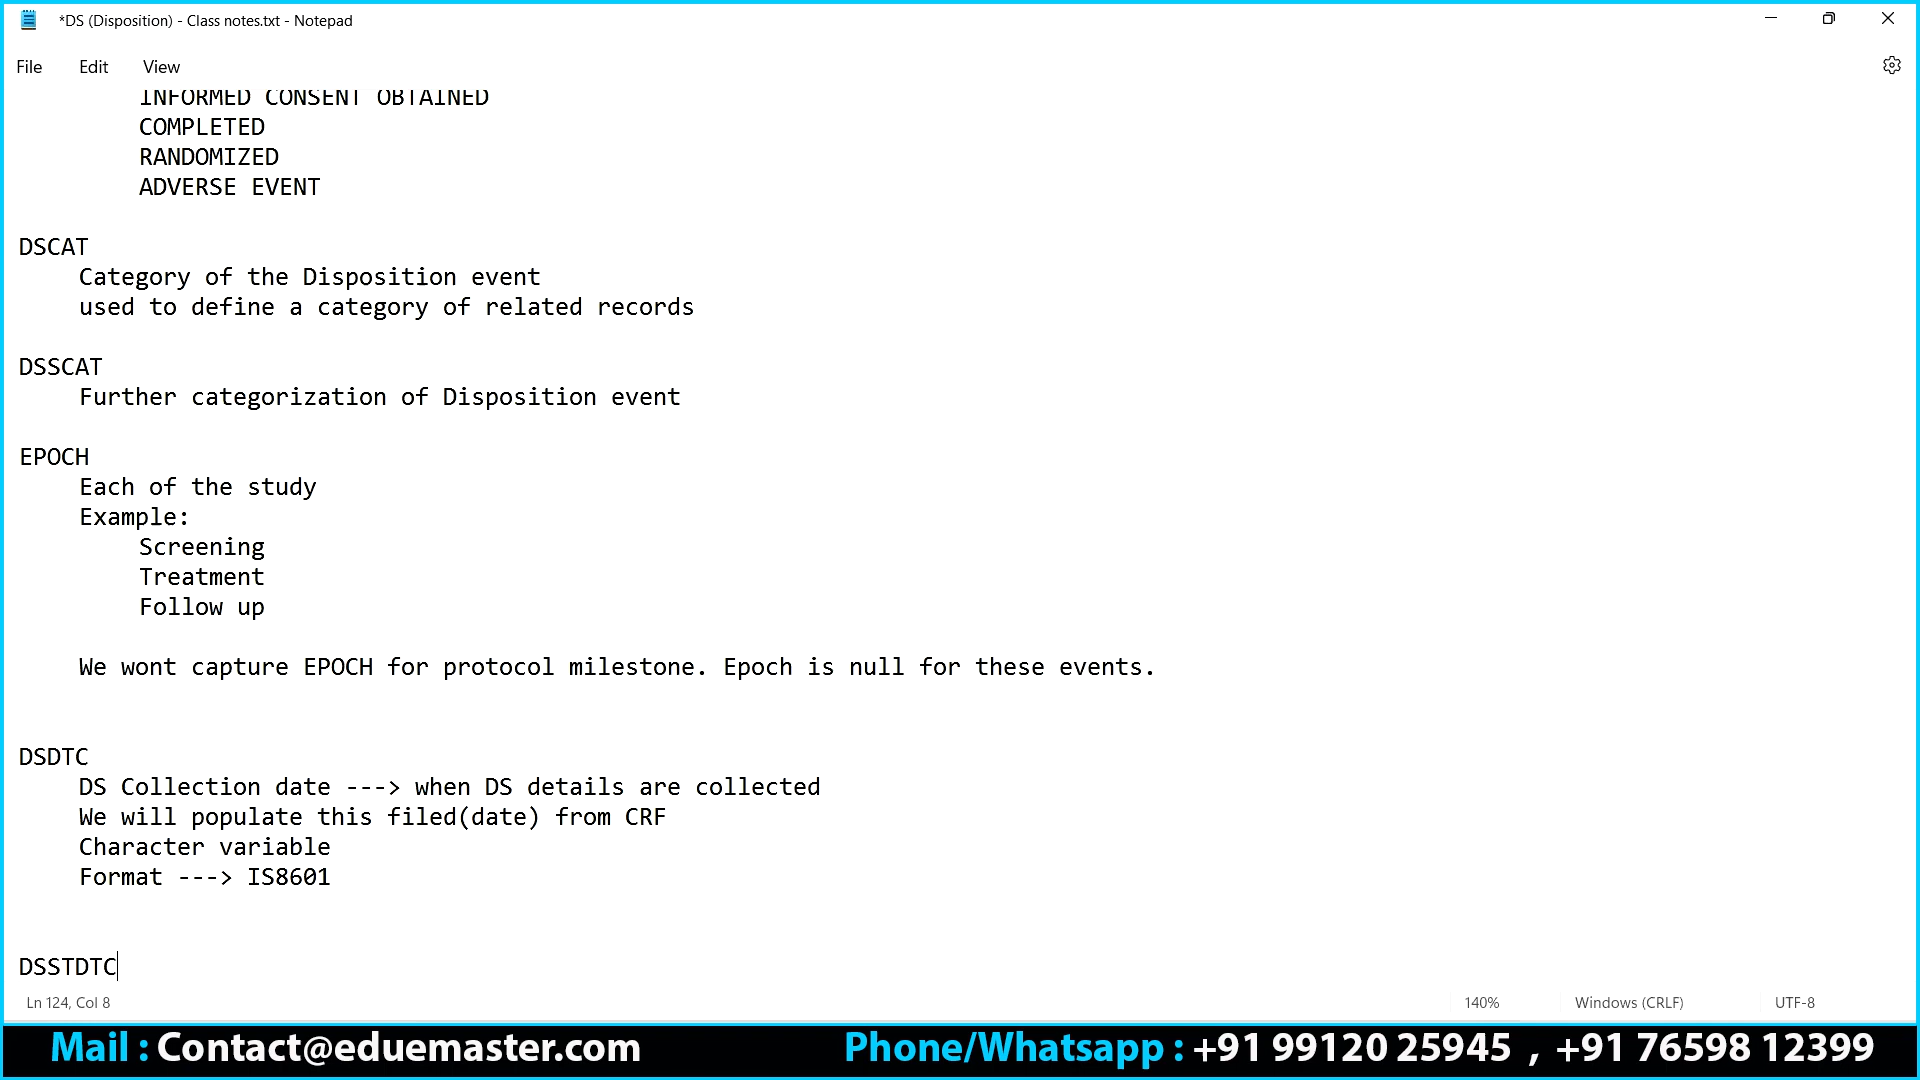 *DS (Disposition) - Class notes.txt - Notepad
File Edit View
INFORMED CONSENT OBTAINED
COMPLETED
RANDOMIZED
ADVERSE EVENT
DSCAT
Category of the Disposition event
used to define a category of related records
DSSCAT
Further categorization of Disposition event
EPOCH
Each of the study
Example:
Screening
Treatment
Follow up
We wont capture EPOCH for protocol milestone. Epoch is null for these events.
DSDTC
DS Collection date ---> when DS details are collected
We will populate this filed(date) from CRF
Character variable
Format ---> IS8601
DSSTDTC
Ln 124, Col 8 140% Windows (CRLF) UTF-8
Mail : Contact@eduemaster.com Phone/Whatsapp : +91 99120 25945 , +91 76598 12399